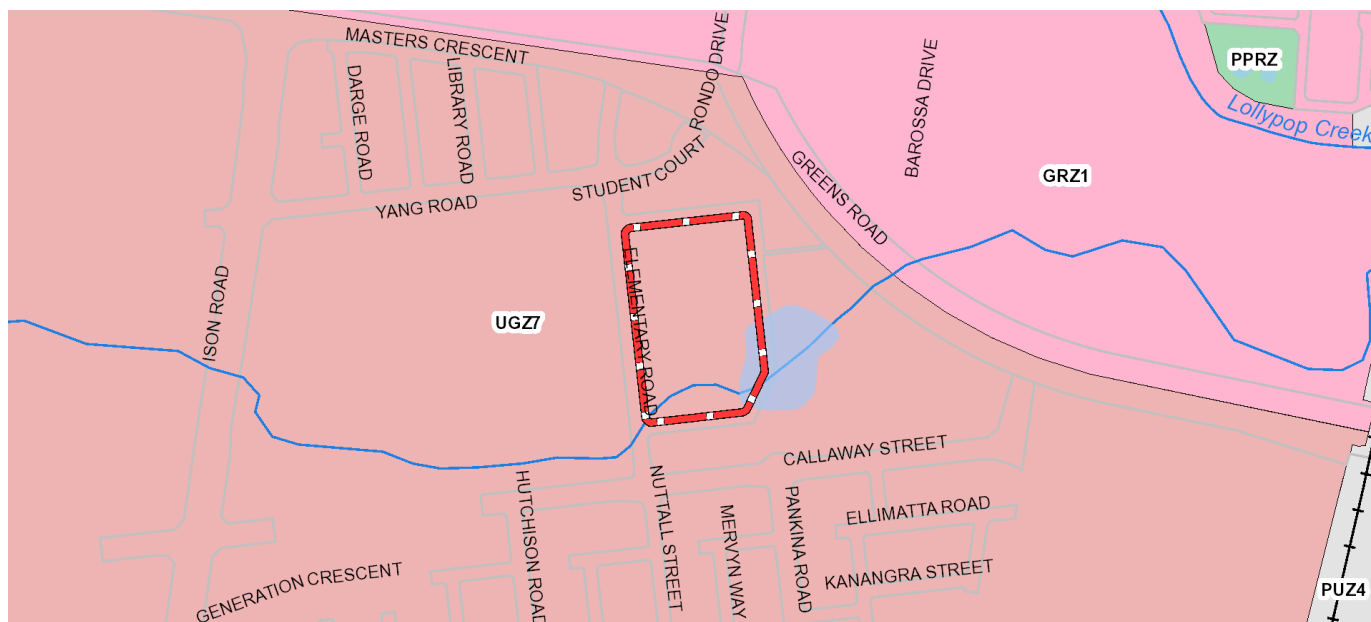 MASTERS CRESCENT
RONDO DRIVE
BAROSSA DRIVE
PPRZ
Lollypop Creek
DARGE ROAD
LIBRARY ROAD
STUDENT COURT
GREENS ROAD
GRZ1
YANG ROAD
ISON ROAD
UGZ7
ELEMENTARY ROAD
CALLAWAY STREET
HUTCHISON ROAD
NUTTALL STREET
MERVYN WAY
PANKINA ROAD
ELLIMATTA ROAD
KANANGRA STREET
GENERATION CRESCENT
PUZ4